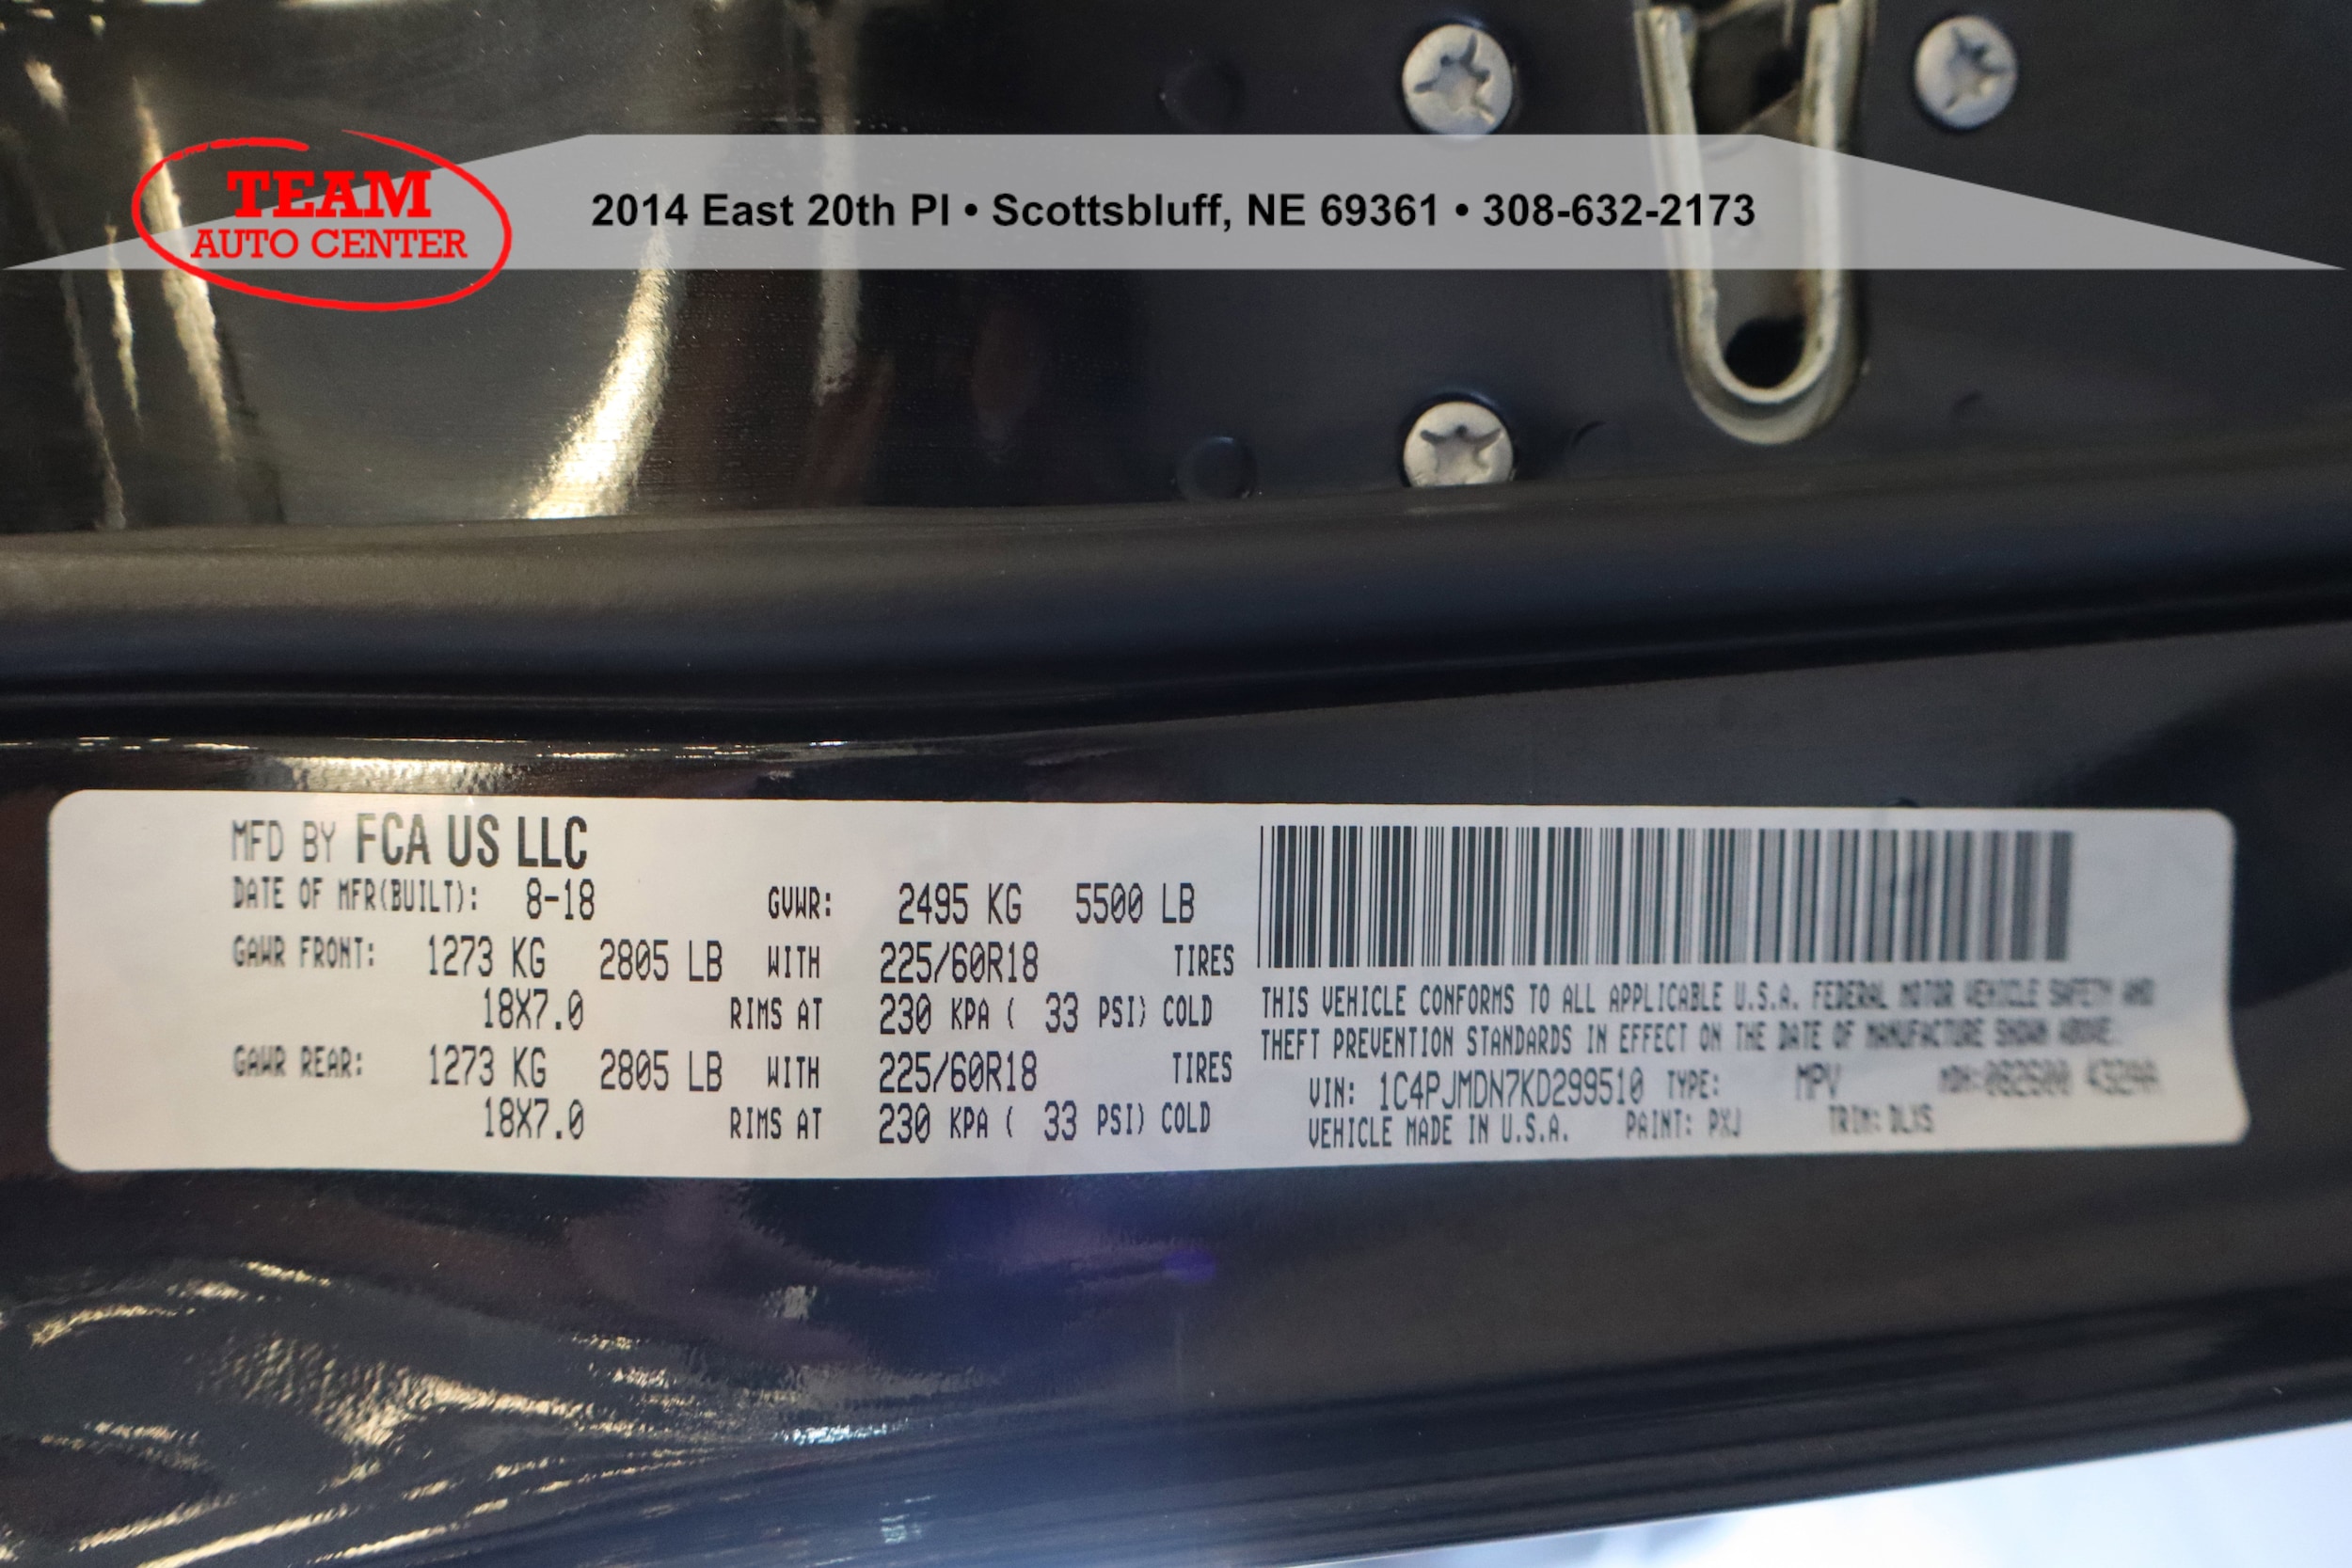 TEAM
AUTO CENTER
2014 East 20th Pl • Scottsbluff, NE 69361 • 308-632-2173
MFD BY FCA US LLC
DATE OF MFR(BUILT): 8-18 GVWR: 2495 KG 5500 LB
GAWR FRONT: 1273 KG 2805 LB WITH 225/60R18 TIRES
18X7.0 RIMS AT 230 KPA ( 33 PSI) COLD
GAWR REAR: 1273 KG 2805 LB WITH 225/60R18 TIRES
18X7.0 RIMS AT 230 KPA ( 33 PSI) COLD
THIS VEHICLE CONFORMS TO ALL APPLICABLE U.S.A. FEDERAL MOTOR VEHICLE SAFETY AND
THEFT PREVENTION STANDARDS IN EFFECT ON THE DATE OF MANUFACTURE SHOWN ABOVE.
VIN: 1C4PJMDN7KD299510 TYPE: MPV MDH:
VEHICLE MADE IN U.S.A. PAINT: PXJ TRIM: